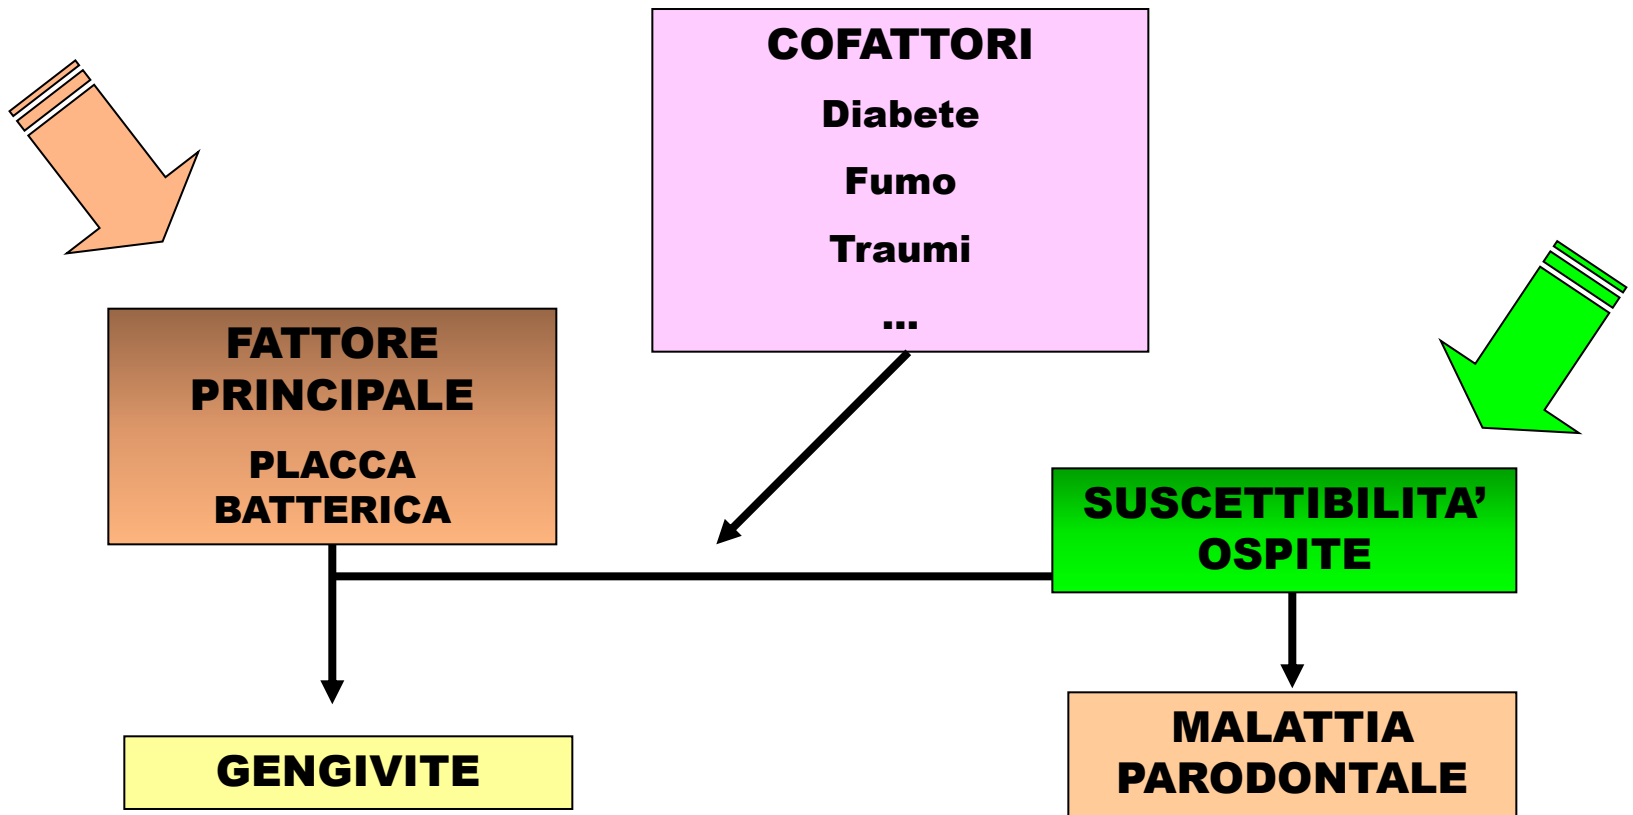 COFATTORI
Diabete
Fumo
Traumi
...
FATTORE
PRINCIPALE
PLACCA
BATTERICA
SUSCETTIBILITA’
OSPITE
GENGIVITE
MALATTIA
PARODONTALE